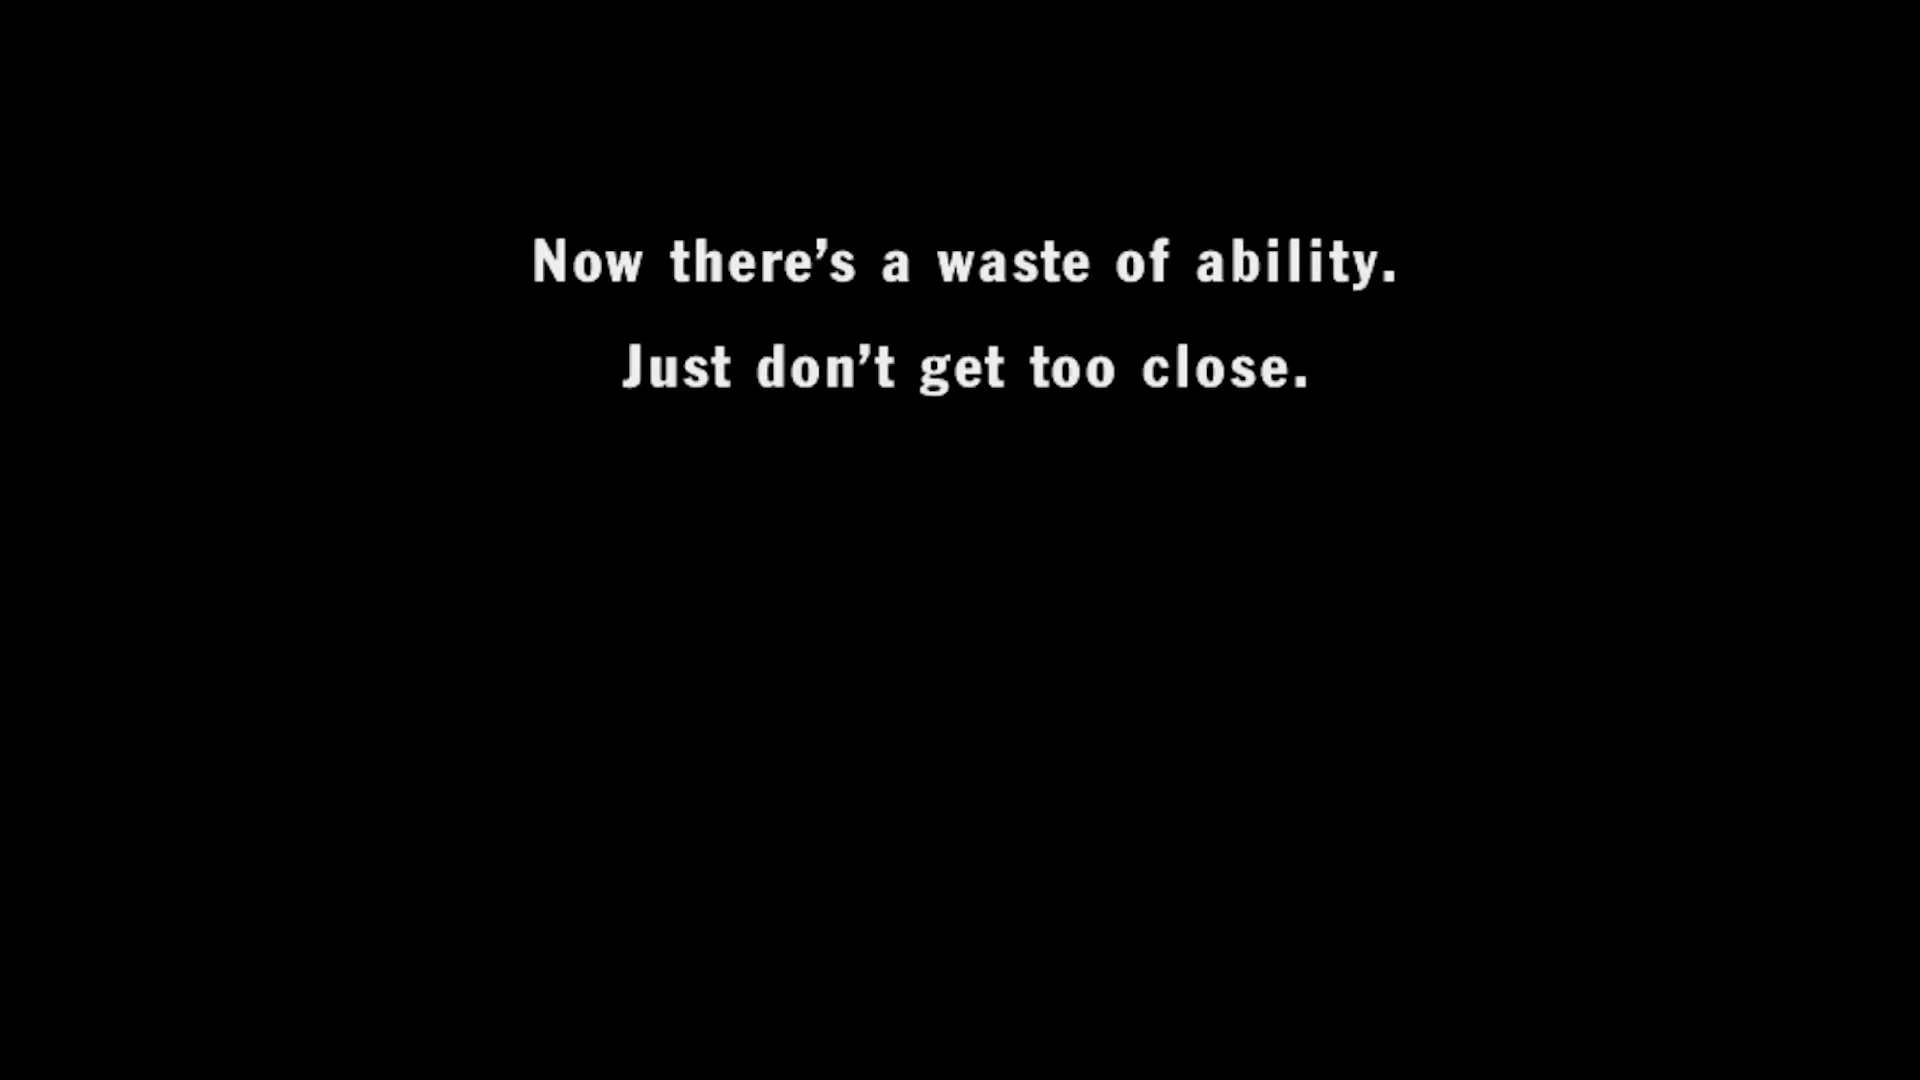 Now there’s a waste of ability.
Just don’t get too close.